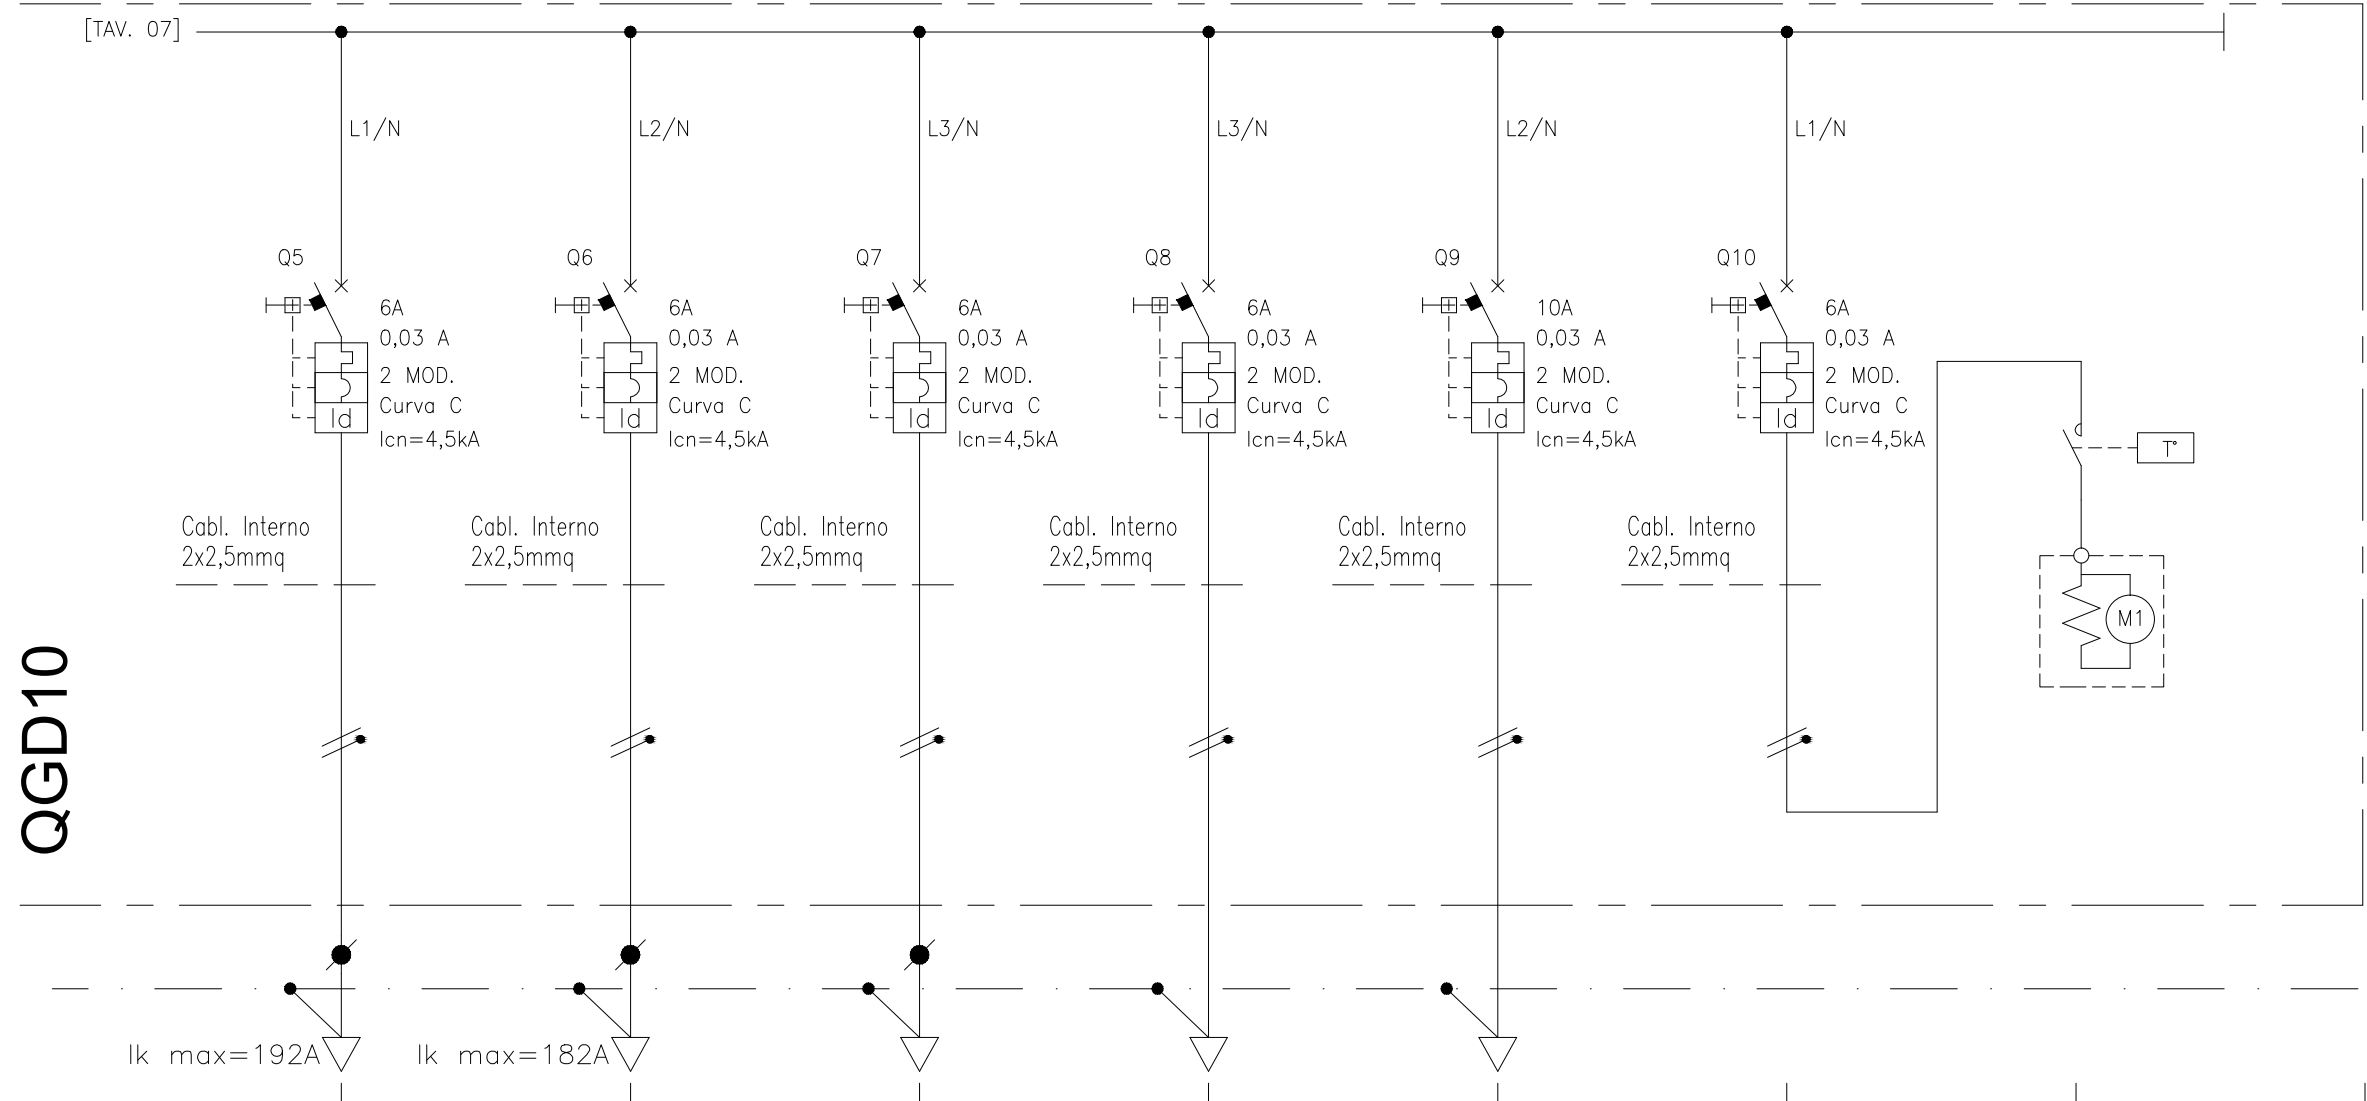 [TAV. 07]
L1/N
L2/N
L3/N
L3/N
L2/N
L1/N
Q5
6A
0,03 A
2 MOD.
Curva C
Icn=4,5kA
Id
Q6
6A
0,03 A
2 MOD.
Curva C
Icn=4,5kA
Id
Q7
6A
0,03 A
2 MOD.
Curva C
Icn=4,5kA
Id
Q8
6A
0,03 A
2 MOD.
Curva C
Icn=4,5kA
Id
Q9
10A
0,03 A
2 MOD.
Curva C
Icn=4,5kA
Id
Q10
6A
0,03 A
2 MOD.
Curva C
Icn=4,5kA
Id
T°
Cabl. Interno
2x2,5mmq
Cabl. Interno
2x2,5mmq
Cabl. Interno
2x2,5mmq
Cabl. Interno
2x2,5mmq
Cabl. Interno
2x2,5mmq
Cabl. Interno
2x2,5mmq
M1
QGD10
Ik max=192A
Ik max=182A